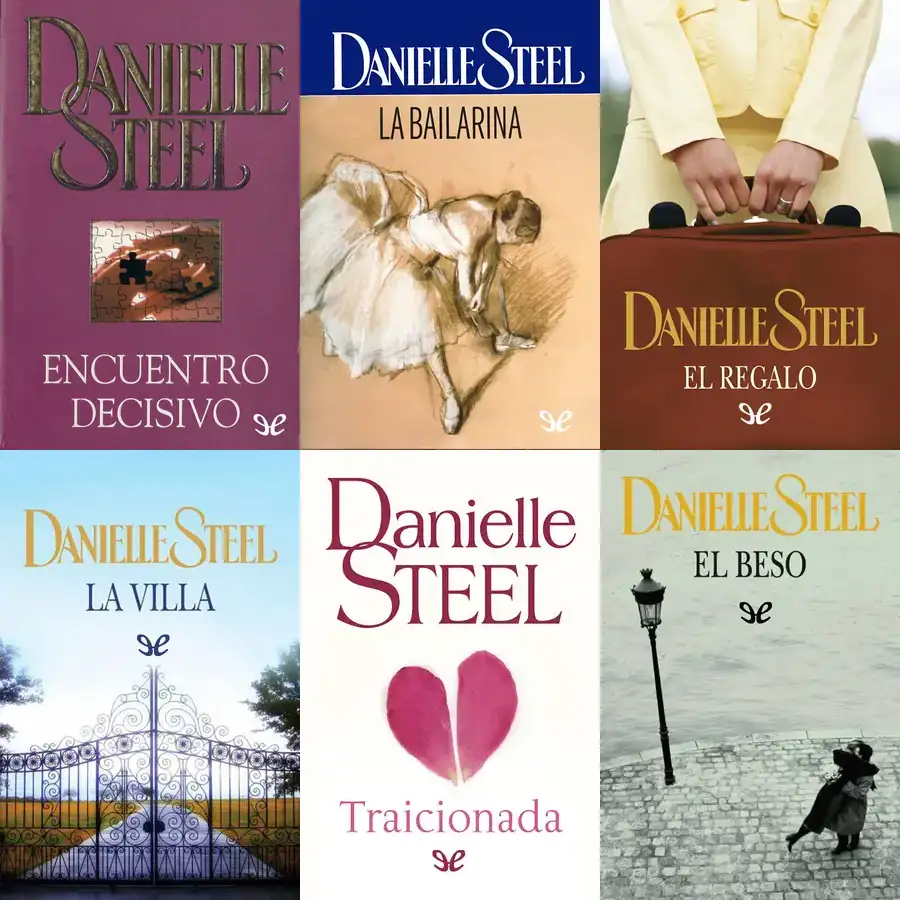 DANIELLE
STEEL
ENCUENTRO
DECISIVO
DANIELLE STEEL
LA BAILARINA
DANIELLE STEEL
EL REGALO
DANIELLE STEEL
LA VILLA
Danielle
STEEL
Traicionada
DANIELLE STEEL
EL BESO